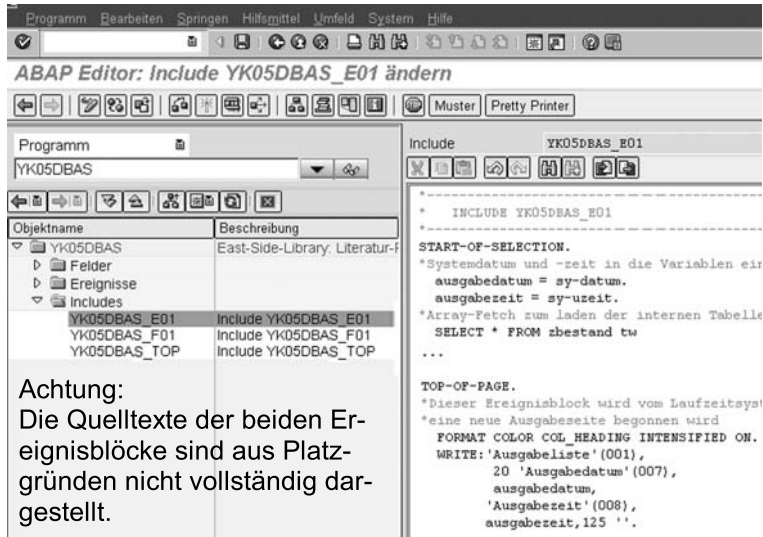 Programm Bearbeiten Springen Hilfsmittel Umfeld System Hilfe
ABAP Editor: Include YK05DBAS_E01 ändern
Muster Pretty Printer
Programm
YK05DBAS
Objektname Beschreibung
YK05DBAS East-Side-Library: Literatur-
Felder
Ereignisse
Includes
YK05DBAS_E01 Include YK05DBAS_E01
YK05DBAS_F01 Include YK05DBAS_F01
YK05DBAS_TOP Include YK05DBAS_TOP
Achtung:
Die Quelltexte der beiden Er-
eignisblöcke sind aus Platz-
gründen nicht vollständig dar-
gestellt.
Include YK05DBAS_E01
*----------------------------------------
* INCLUDE YK05DBAS_E01
*----------------------------------------
START-OF-SELECTION.
*Systemdatum und -zeit in die Variablen ein
ausgabedatum = sy-datum.
ausgabezeit = sy-uzeit.
*Array-Fetch zum laden der internen Tabelle
SELECT * FROM zbestand tw
...
TOP-OF-PAGE.
*Dieser Ereignisblock wird vom Laufzeitsyst
*eine neue Ausgabeseite begonnen wird
FORMAT COLOR COL_HEADING INTENSIFIED ON.
WRITE:'Ausgabeliste'(001),
20 'Ausgabedatum'(007),
ausgabedatum,
'Ausgabezeit'(008),
ausgabezeit,125 ''.